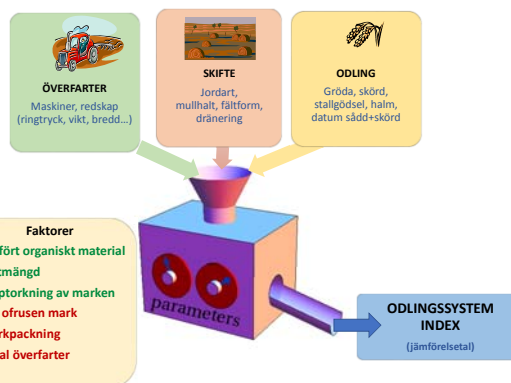 ÖVERFARTER
Maskiner, redskap
(ringtryck, vikt, bredd...)
SKIFTE
Jordart,
mullhalt, fältform,
dränering
ODLING
Gröda, skörd,
stallgödsel, halm,
datum sådd+skörd
Faktorer
fört organiskt material
tmängd
ptorkning av marken
ofrusen mark
rkpackning
al överfarter
parameters
ODLINGSSYSTEM
INDEX
(jämförelsetal)